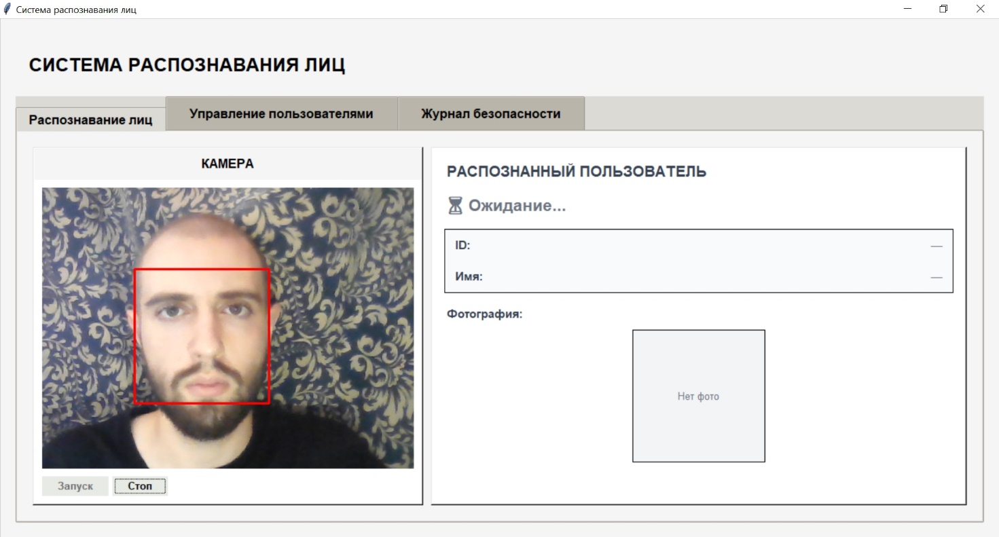 Система распознавания лиц
СИСТЕМА РАСПОЗНАВАНИЯ ЛИЦ
Распознавание лиц
Управление пользователями
Журнал безопасности
КАМЕРА
Запуск
Стоп
РАСПОЗНАННЫЙ ПОЛЬЗОВАТЕЛЬ
⌛ Ожидание...
ID: —
Имя: —
Фотография:
Нет фото